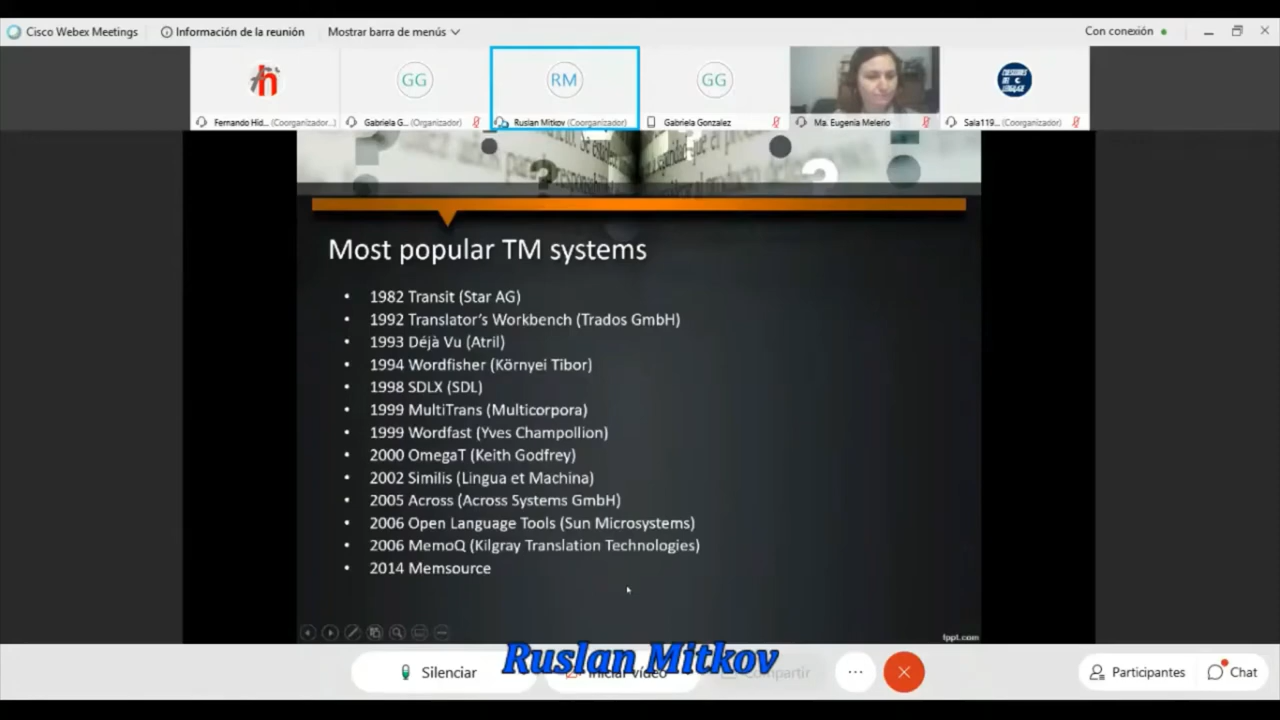 Cisco Webex Meetings
Información de la reunión
Mostrar barra de menús
Con conexión
h
GG
RM
GG
Fernando Hid... (Coorganizador...)
Gabriela G... (Organizador)
Ruslan Mitkov (Coorganizador)
Gabriela Gonzalez
Ma. Eugenia Melerio
Sala119... (Coorganizador)
Most popular TM systems
• 1982 Transit (Star AG)
• 1992 Translator's Workbench (Trados GmbH)
• 1993 Déjà Vu (Atril)
• 1994 Wordfisher (Környei Tibor)
• 1998 SDLX (SDL)
• 1999 MultiTrans (Multicorpora)
• 1999 Wordfast (Yves Champollion)
• 2000 OmegaT (Keith Godfrey)
• 2002 Similis (Lingua et Machina)
• 2005 Across (Across Systems GmbH)
• 2006 Open Language Tools (Sun Microsystems)
• 2006 MemoQ (Kilgray Translation Technologies)
• 2014 Memsource
fppt.com
Ruslan Mitkov
Silenciar
Iniciar vídeo
Compartir
Participantes
Chat